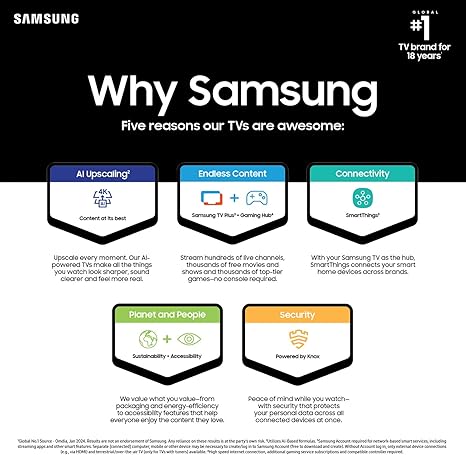 SAMSUNG
GLOBAL
#1
TV brand for
18 years¹
Why Samsung
Five reasons our TVs are awesome:
AI Upscaling²
4K
Content at its best
Upscale every moment. Our AI-
powered TVs make all the things
you watch look sharper, sound
clearer and feel more real.
Endless Content
+
Samsung TV Plus³ + Gaming Hub⁴
Stream hundreds of live channels,
thousands of free movies and
shows and thousands of top-tier
games–no console required.
Connectivity
SmartThings³
With your Samsung TV as the hub,
SmartThings connects your smart
home devices across brands.
Planet and People
+
Sustainability + Accessibility
We value what you value–from
packaging and energy-efficiency
to accessibility features that help
everyone enjoy the content they love.
Security
Powered by Knox
Peace of mind while you watch–
with security that protects
your personal data across all
connected devices at once.
¹Global No.1 Source - Omdia, Jan 2024. Results are not an endorsement of Samsung. Any reliance on these results is at the party's own risk. ²Utilizes AI-Based formulas. ³Samsung Account required for network-based smart services, including
streaming apps and other smart features. Separate (connected) computer, mobile or other device may be necessary to create/log in to Samsung Account (free to download and create). Without Account log in, only external devices connection
(e.g., via HDMI) and terrestrial/over-the-air TV (only for TVs with tuners) available. ⁴High speed internet connection, additional gaming service subscriptions and compatible controller required.